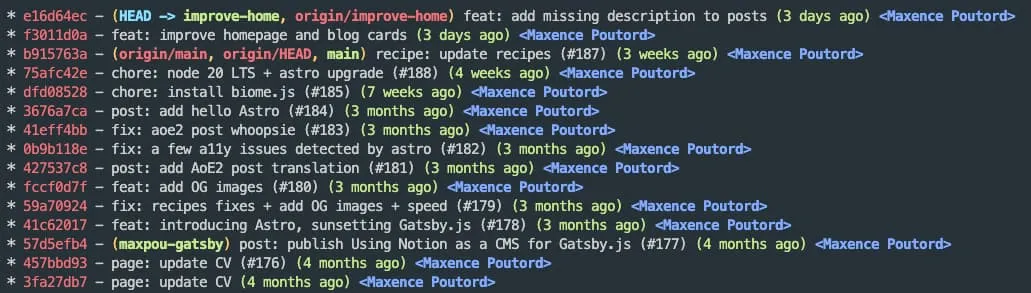 * e16d64ec - (HEAD -> improve-home, origin/improve-home) feat: add missing description to posts (3 days ago) <Maxence Poutord>
* f3011d0a - feat: improve homepage and blog cards (3 days ago) <Maxence Poutord>
* b915763a - (origin/main, origin/HEAD, main) recipe: update recipes (#187) (3 weeks ago) <Maxence Poutord>
* 75afc42e - chore: node 20 LTS + astro upgrade (#188) (4 weeks ago) <Maxence Poutord>
* dfd08528 - chore: install biome.js (#185) (7 weeks ago) <Maxence Poutord>
* 3676a7ca - post: add hello Astro (#184) (3 months ago) <Maxence Poutord>
* 41eff4bb - fix: aoe2 post whoopsie (#183) (3 months ago) <Maxence Poutord>
* 0b9b118e - fix: a few a11y issues detected by astro (#182) (3 months ago) <Maxence Poutord>
* 427537c8 - post: add AoE2 post translation (#181) (3 months ago) <Maxence Poutord>
* fccf0d7f - feat: add OG images (#180) (3 months ago) <Maxence Poutord>
* 59a70924 - fix: recipes fixes + add OG images + speed (#179) (3 months ago) <Maxence Poutord>
* 41c62017 - feat: introducing Astro, sunsetting Gatsby.js (#178) (3 months ago) <Maxence Poutord>
* 57d5efb4 - (maxpou-gatsby) post: publish Using Notion as a CMS for Gatsby.js (#177) (4 months ago) <Maxence Poutord>
* 457bbd93 - page: update CV (#176) (4 months ago) <Maxence Poutord>
* 3fa27db7 - page: update CV (4 months ago) <Maxence Poutord>